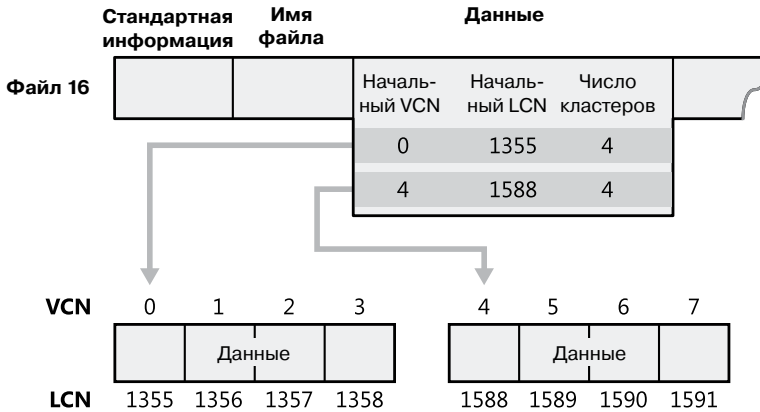 Стандартная информация
Имя файла
Данные
Файл 16
Началь-
ный VCN
Началь-
ный LCN
Число
кластеров
0 1355 4
4 1588 4
VCN 0 1 2 3 4 5 6 7
Данные Данные
LCN 1355 1356 1357 1358 1588 1589 1590 1591